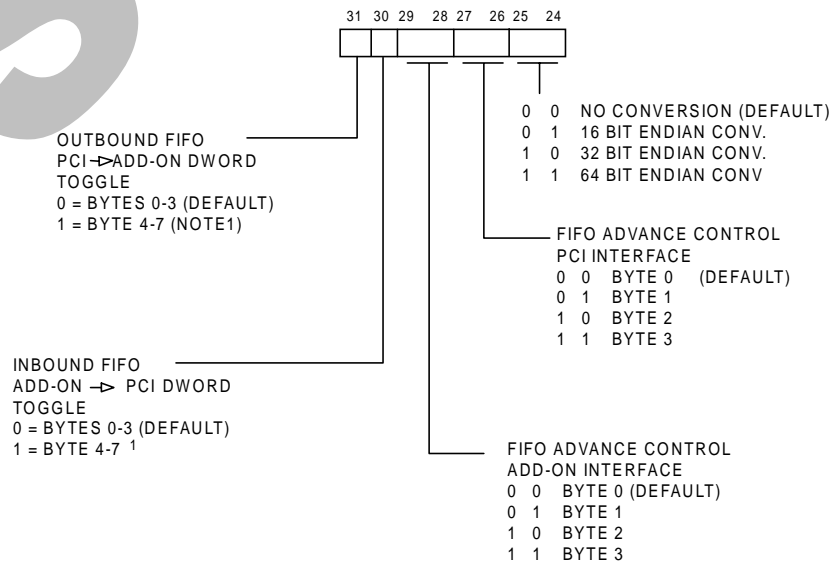 31 30 29 28 27 26 25 24
0 0 NO CONVERSION (DEFAULT)
0 1 16 BIT ENDIAN CONV.
1 0 32 BIT ENDIAN CONV.
1 1 64 BIT ENDIAN CONV
OUTBOUND FIFO
PCI ADD-ON DWORD
TOGGLE
0 = BYTES 0-3 (DEFAULT)
1 = BYTE 4-7 (NOTE1)
FIFO ADVANCE CONTROL
PCI INTERFACE
0 0 BYTE 0 (DEFAULT)
0 1 BYTE 1
1 0 BYTE 2
1 1 BYTE 3
INBOUND FIFO
ADD-ON PCI DWORD
TOGGLE
0 = BYTES 0-3 (DEFAULT)
1 = BYTE 4-7 1
FIFO ADVANCE CONTROL
ADD-ON INTERFACE
0 0 BYTE 0 (DEFAULT)
0 1 BYTE 1
1 0 BYTE 2
1 1 BYTE 3